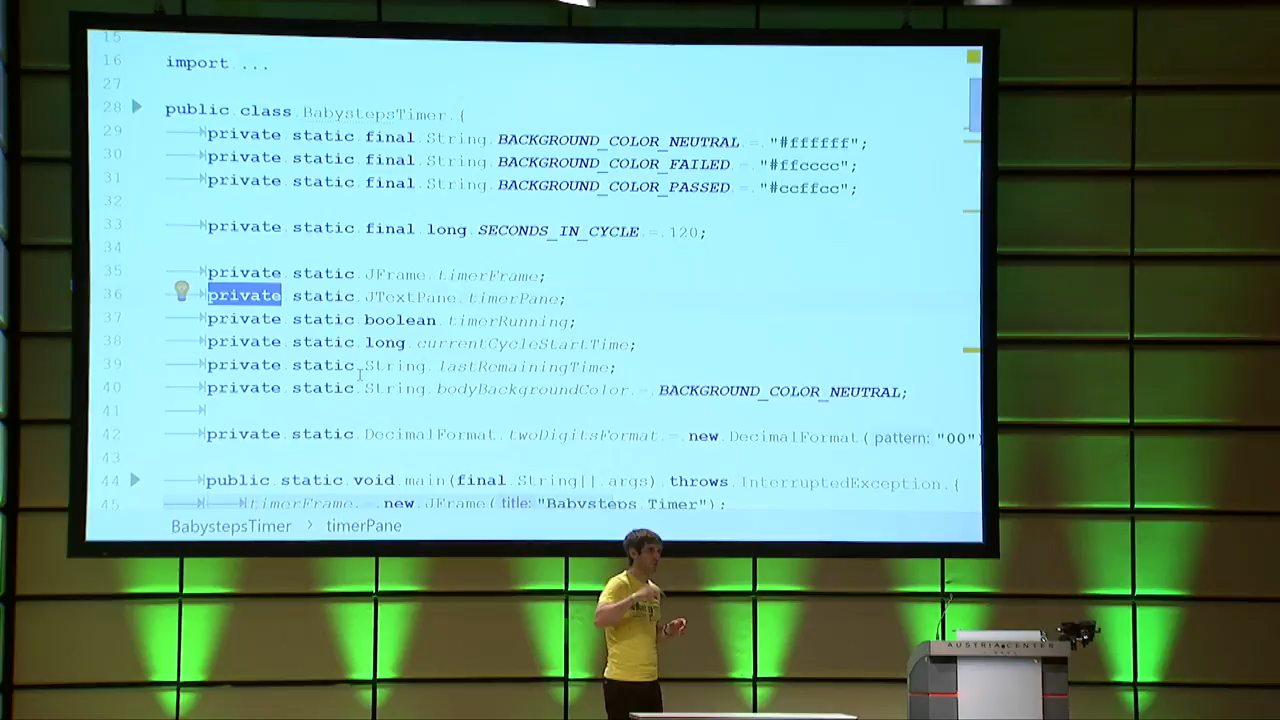 15
16 import ...
27
28 public class BabystepsTimer {
29 private static final String BACKGROUND_COLOR_NEUTRAL = "#ffffff";
30 private static final String BACKGROUND_COLOR_FAILED = "#ffcccc";
31 private static final String BACKGROUND_COLOR_PASSED = "#ccffcc";
32
33 private static final long SECONDS_IN_CYCLE = 120;
34
35 private static JFrame timerFrame;
36 private static JTextPane timerPane;
37 private static boolean timerRunning;
38 private static long currentCycleStartTime;
39 private static String lastRemainingTime;
40 private static String bodyBackgroundColor = BACKGROUND_COLOR_NEUTRAL;
41
42 private static DecimalFormat twoDigitsFormat = new DecimalFormat( pattern: "00")
43
44 public static void main(final String[] args) throws InterruptedException {
45 timerFrame = new JFrame( title: "Babysteps Timer");
BabystepsTimer > timerPane
AUSTRIA CENTER